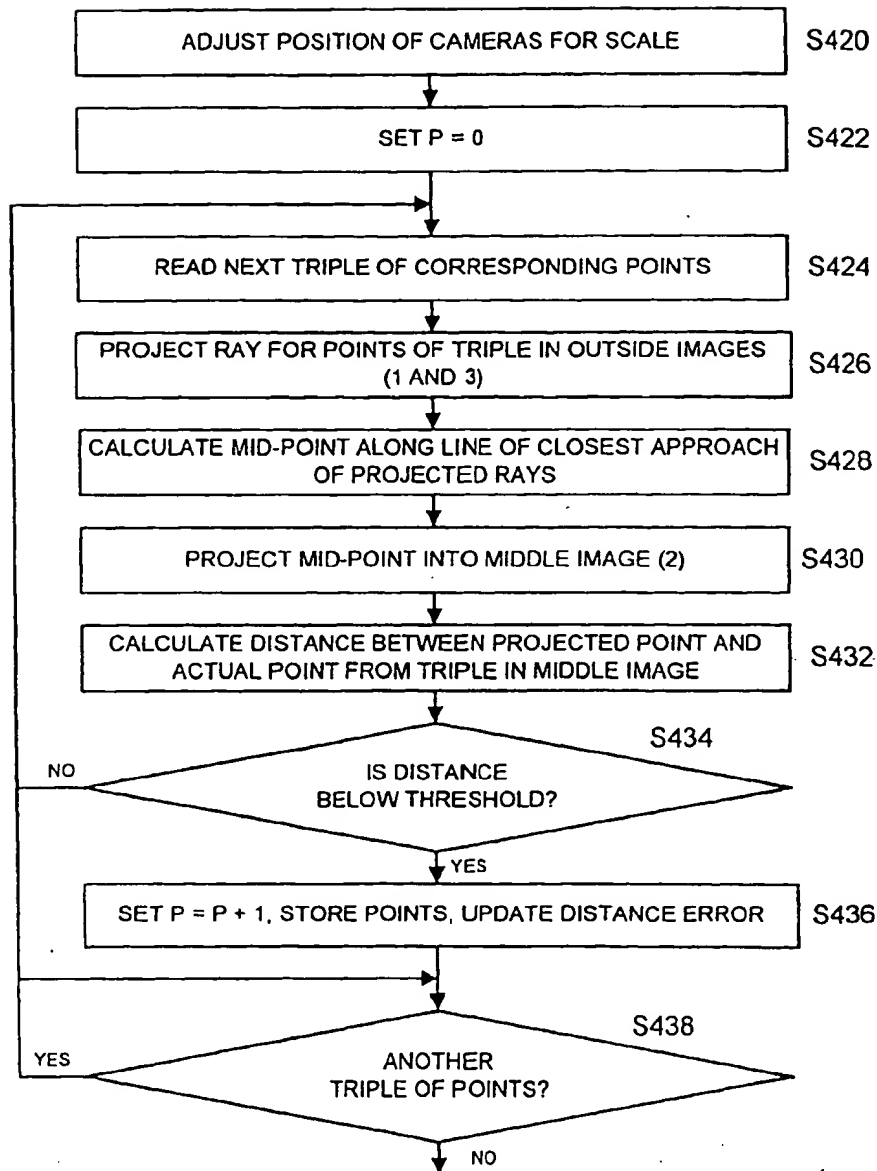 ADJUST POSITION OF CAMERAS FOR SCALE
S420
SET P = 0
S422
READ NEXT TRIPLE OF CORRESPONDING POINTS
S424
PROJECT RAY FOR POINTS OF TRIPLE IN OUTSIDE IMAGES
(1 AND 3)
S426
CALCULATE MID-POINT ALONG LINE OF CLOSEST APPROACH
OF PROJECTED RAYS
S428
PROJECT MID-POINT INTO MIDDLE IMAGE (2)
S430
CALCULATE DISTANCE BETWEEN PROJECTED POINT AND
ACTUAL POINT FROM TRIPLE IN MIDDLE IMAGE
S432
S434
NO
IS DISTANCE
BELOW THRESHOLD?
YES
SET P = P + 1, STORE POINTS, UPDATE DISTANCE ERROR
S436
S438
YES
ANOTHER
TRIPLE OF POINTS?
NO